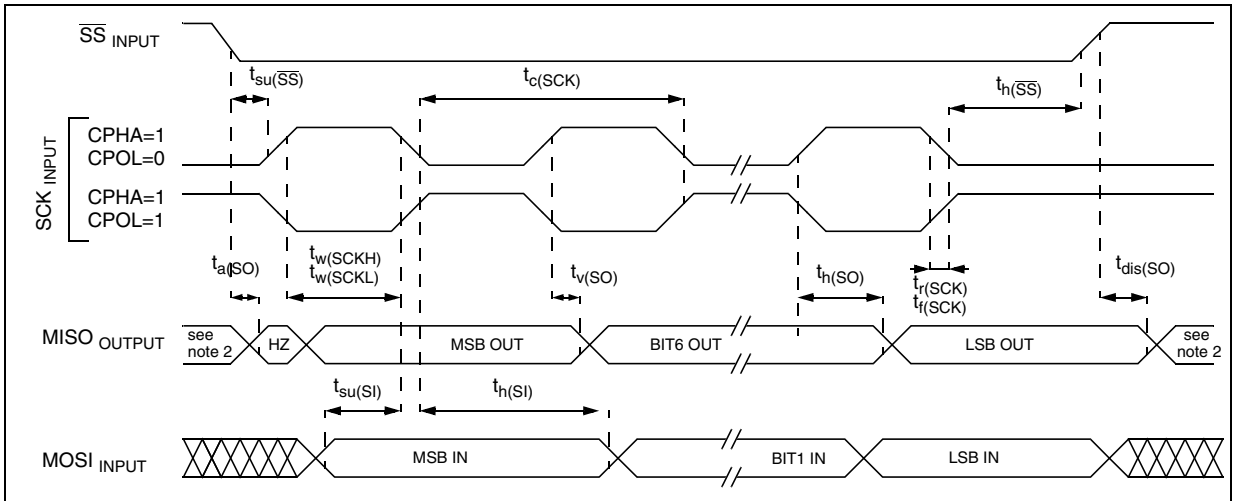 SS INPUT
tsu(SS)
tc(SCK)
th(SS)
SCK INPUT
CPHA=1
CPOL=0
CPHA=1
CPOL=1
ta(SO)
tw(SCKH)
tw(SCKL)
tv(SO)
th(SO)
tr(SCK)
tf(SCK)
tdis(SO)
MISO OUTPUT
see
note 2
HZ
MSB OUT
BIT6 OUT
LSB OUT
see
note 2
tsu(SI)
th(SI)
MOSI INPUT
MSB IN
BIT1 IN
LSB IN